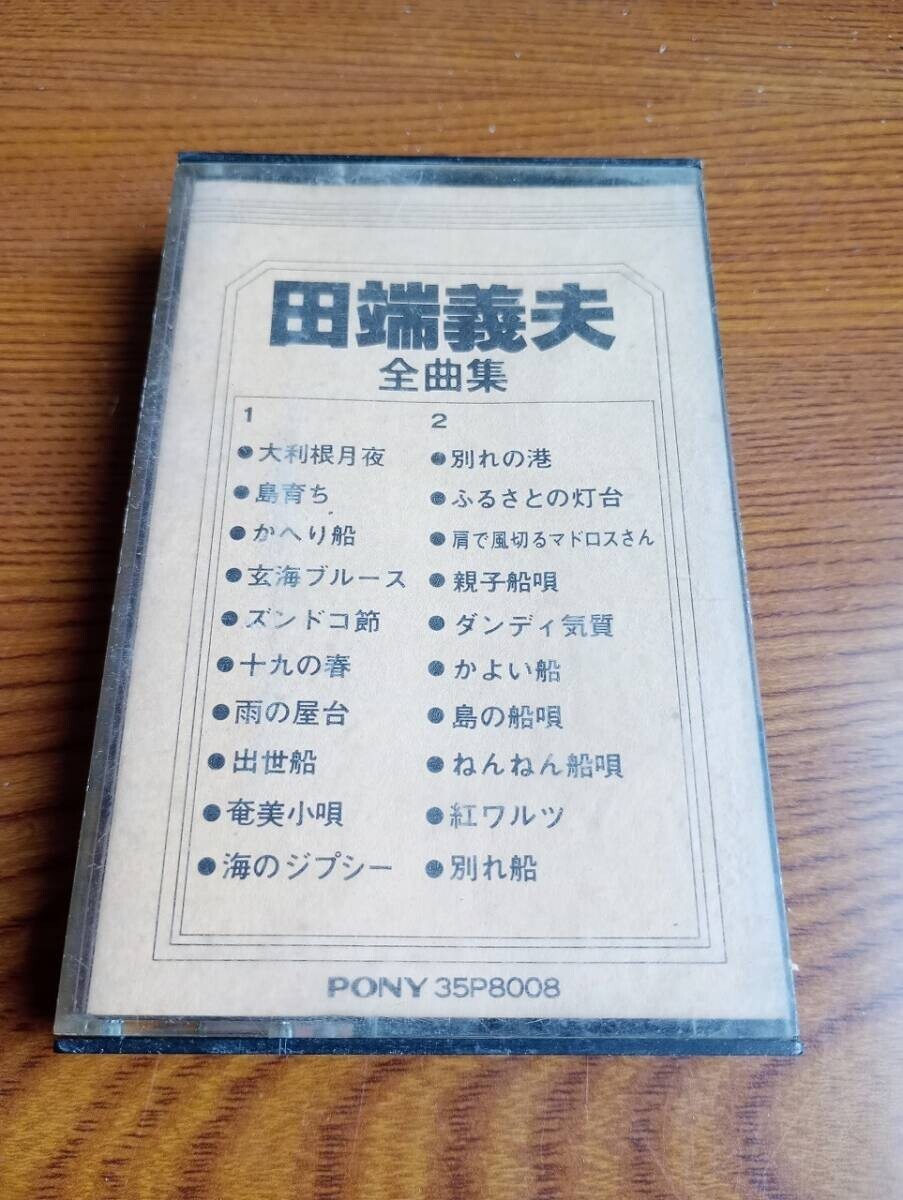 田端義夫
全曲集
1
●大利根月夜
●島育ち
●かへり船
●玄海ブルース
●ズンドコ節
●十九の春
●雨の屋台
●出世船
●奄美小唄
●海のジプシー
2
●別れの港
●ふるさとの灯台
●肩で風切るマドロスさん
●親子船唄
●ダンディ気質
●かよい船
●島の船唄
●ねんねん船唄
●紅ワルツ
●別れ船
PONY 35P8008